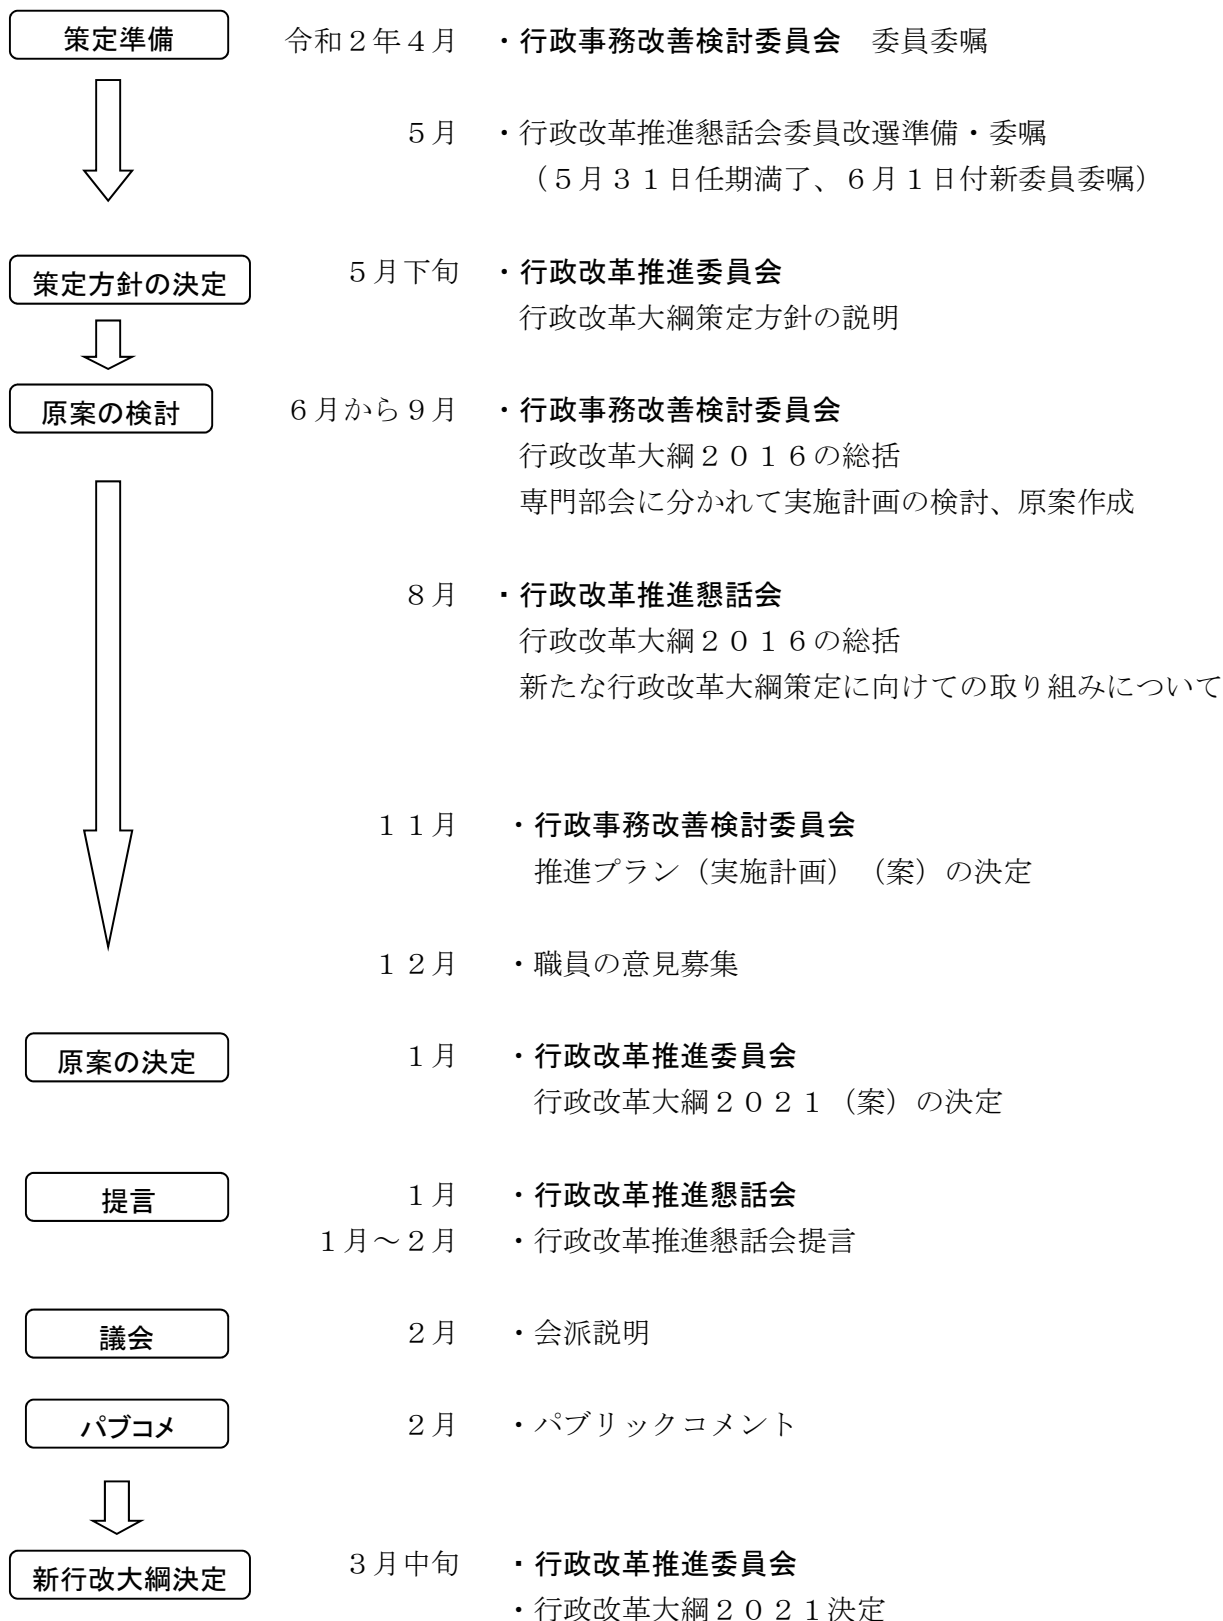 策定準備 令和２年４月 ・行政事務改善検討委員会　委員委嘱
５月 ・行政改革推進懇話会委員改選準備・委嘱
（５月３１日任期満了、６月１日付新委員委嘱）
策定方針の決定 ５月下旬 ・行政改革推進委員会
行政改革大綱策定方針の説明
原案の検討 ６月から９月 ・行政事務改善検討委員会
行政改革大綱２０１６の総括
専門部会に分かれて実施計画の検討、原案作成
８月 ・行政改革推進懇話会
行政改革大綱２０１６の総括
新たな行政改革大綱策定に向けての取り組みについて
１１月 ・行政事務改善検討委員会
推進プラン（実施計画）（案）の決定
１２月 ・職員の意見募集
原案の決定 １月 ・行政改革推進委員会
行政改革大綱２０２１（案）の決定
提言 １月 ・行政改革推進懇話会
１月～２月 ・行政改革推進懇話会提言
議会 ２月 ・会派説明
パブコメ ２月 ・パブリックコメント
新行改大綱決定 ３月中旬 ・行政改革推進委員会
・行政改革大綱２０２１決定